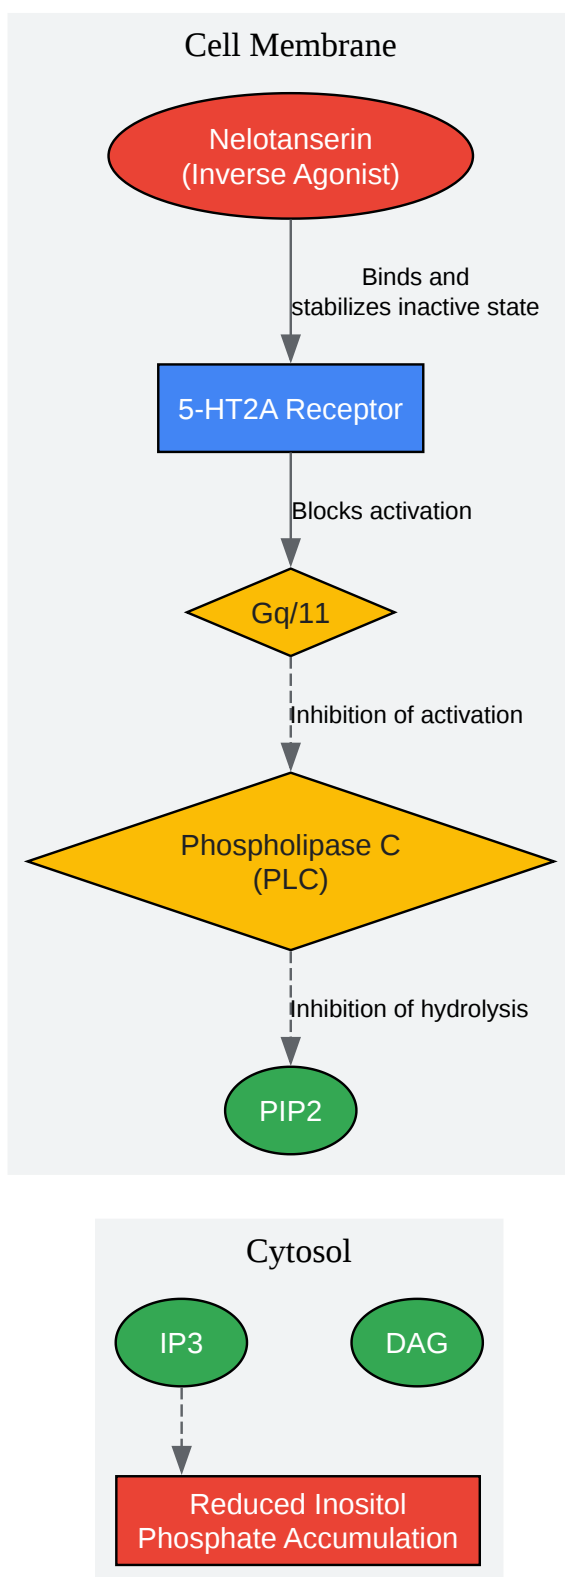 Cell Membrane
Nelotanserin
(Inverse Agonist)
Binds and
stabilizes inactive state
5-HT2A Receptor
Blocks activation
Gq/11
Inhibition of activation
Phospholipase C
(PLC)
Inhibition of hydrolysis
PIP2
Cytosol
IP3
DAG
Reduced Inositol
Phosphate Accumulation